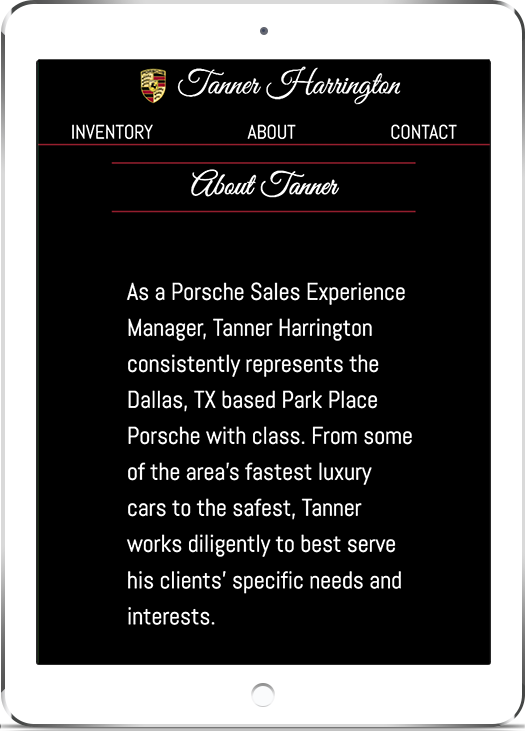 Tanner Harrington
INVENTORY ABOUT CONTACT
About Tanner
As a Porsche Sales Experience
Manager, Tanner Harrington
consistently represents the
Dallas, TX based Park Place
Porsche with class. From some
of the area's fastest luxury
cars to the safest, Tanner
works diligently to best serve
his clients' specific needs and
interests.